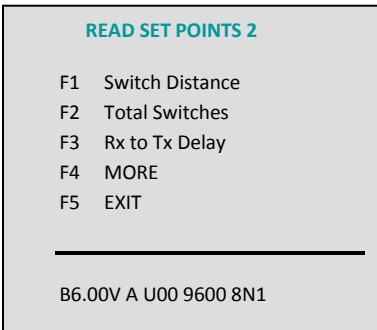 READ SET POINTS 2
F1 Switch Distance
F2 Total Switches
F3 Rx to Tx Delay
F4 MORE
F5 EXIT
B6.00V A U00 9600 8N1